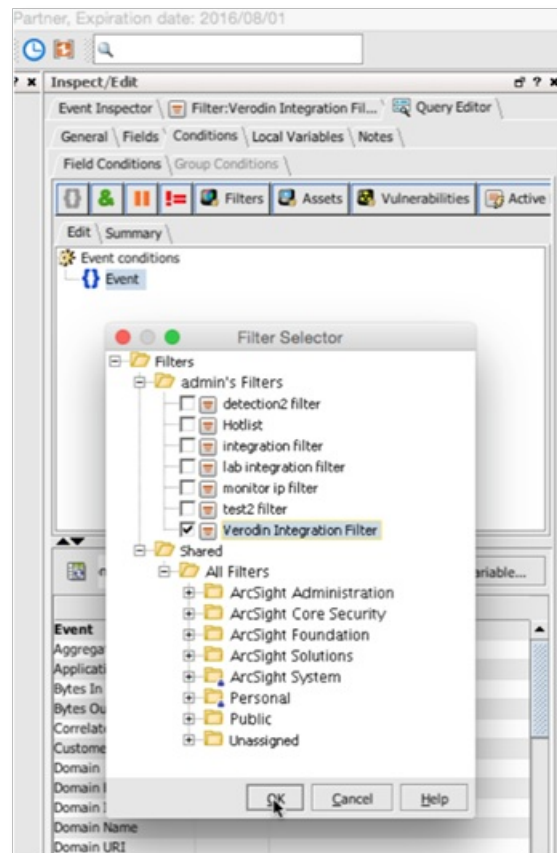 Partner, Expiration date: 2016/08/01
Inspect/Edit
Event Inspector
Filter:Verodin Integration Fil...
Query Editor
General
Fields
Conditions
Local Variables
Notes
Field Conditions
Group Conditions
{} & !=
Filters
Assets
Vulnerabilities
Active
Edit
Summary
Event conditions
{} Event
Filter Selector
Filters
admin's Filters
detection2 filter
Hotlist
integration filter
lab integration filter
monitor ip filter
test2 filter
Verodin Integration Filter
Shared
All Filters
ArcSight Administration
ArcSight Core Security
ArcSight Foundation
ArcSight Solutions
ArcSight System
Personal
Public
Unassigned
OK
Cancel
Help
ariable...
Event
Aggrega
Applicati
Bytes In
Bytes Ou
Correlat
Custome
Domain
Domain
Domain
Domain Name
Domain URI